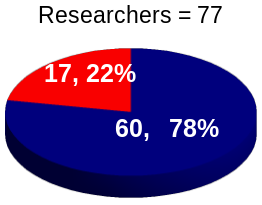 Researchers = 77
17, 22%
60, 78%